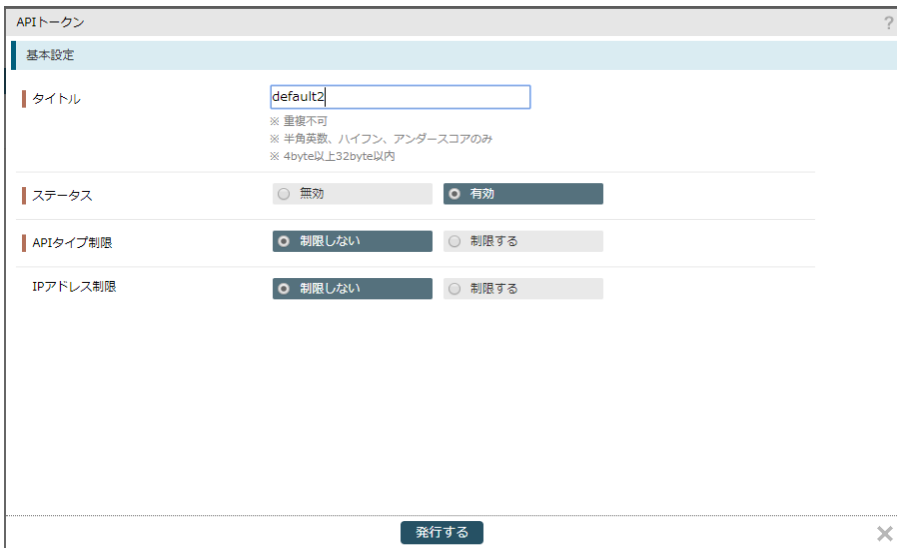 APIトークン ?
基本設定
タイトル default2
※ 重複不可
※ 半角英数、ハイフン、アンダースコアのみ
※ 4byte以上32byte以内
ステータス 無効 有効
APIタイプ制限 制限しない 制限する
IPアドレス制限 制限しない 制限する
発行する